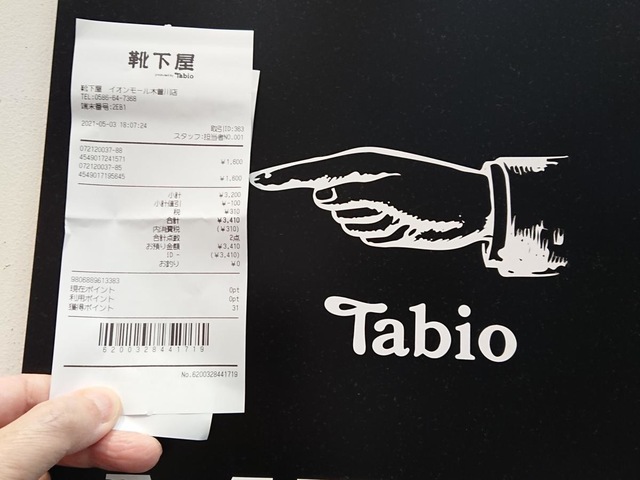 靴下屋
Tabio
靴下屋 イオンモール木曽川店
TEL:0586-64-7368
端末番号:2EB1
2021-05-03 18:07:24
取引ID:363
スタッフ:担当者NO.001
072120037-88
4549017241571 ¥1,600
072120037-85
4549017195645 ¥1,600
小計 ¥3,200
小計値引 ¥-100
税 ¥310
合計 ¥3,410
内消費税 (¥310)
合計点数 2点
お預り金額 ¥3,410
ID - (¥3,410)
お釣り ¥0
9806889613383
現在ポイント 0pt
利用ポイント 0pt
獲得ポイント 31
6200328441719
No.6200328441719
Tabio